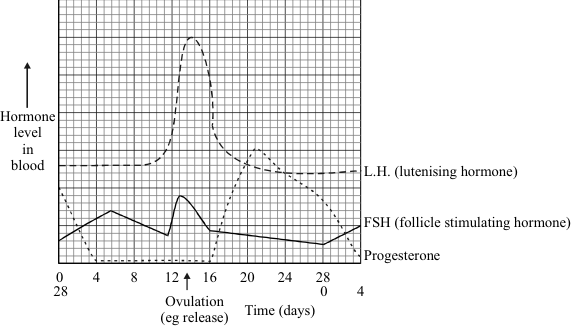 Hormone
level
in
blood
L.H. (lutenising hormone)
FSH (follicle stimulating hormone)
Progesterone
0 4 8 12 16 20 24 28 4
28 0
Ovulation
(eg release)
Time (days)